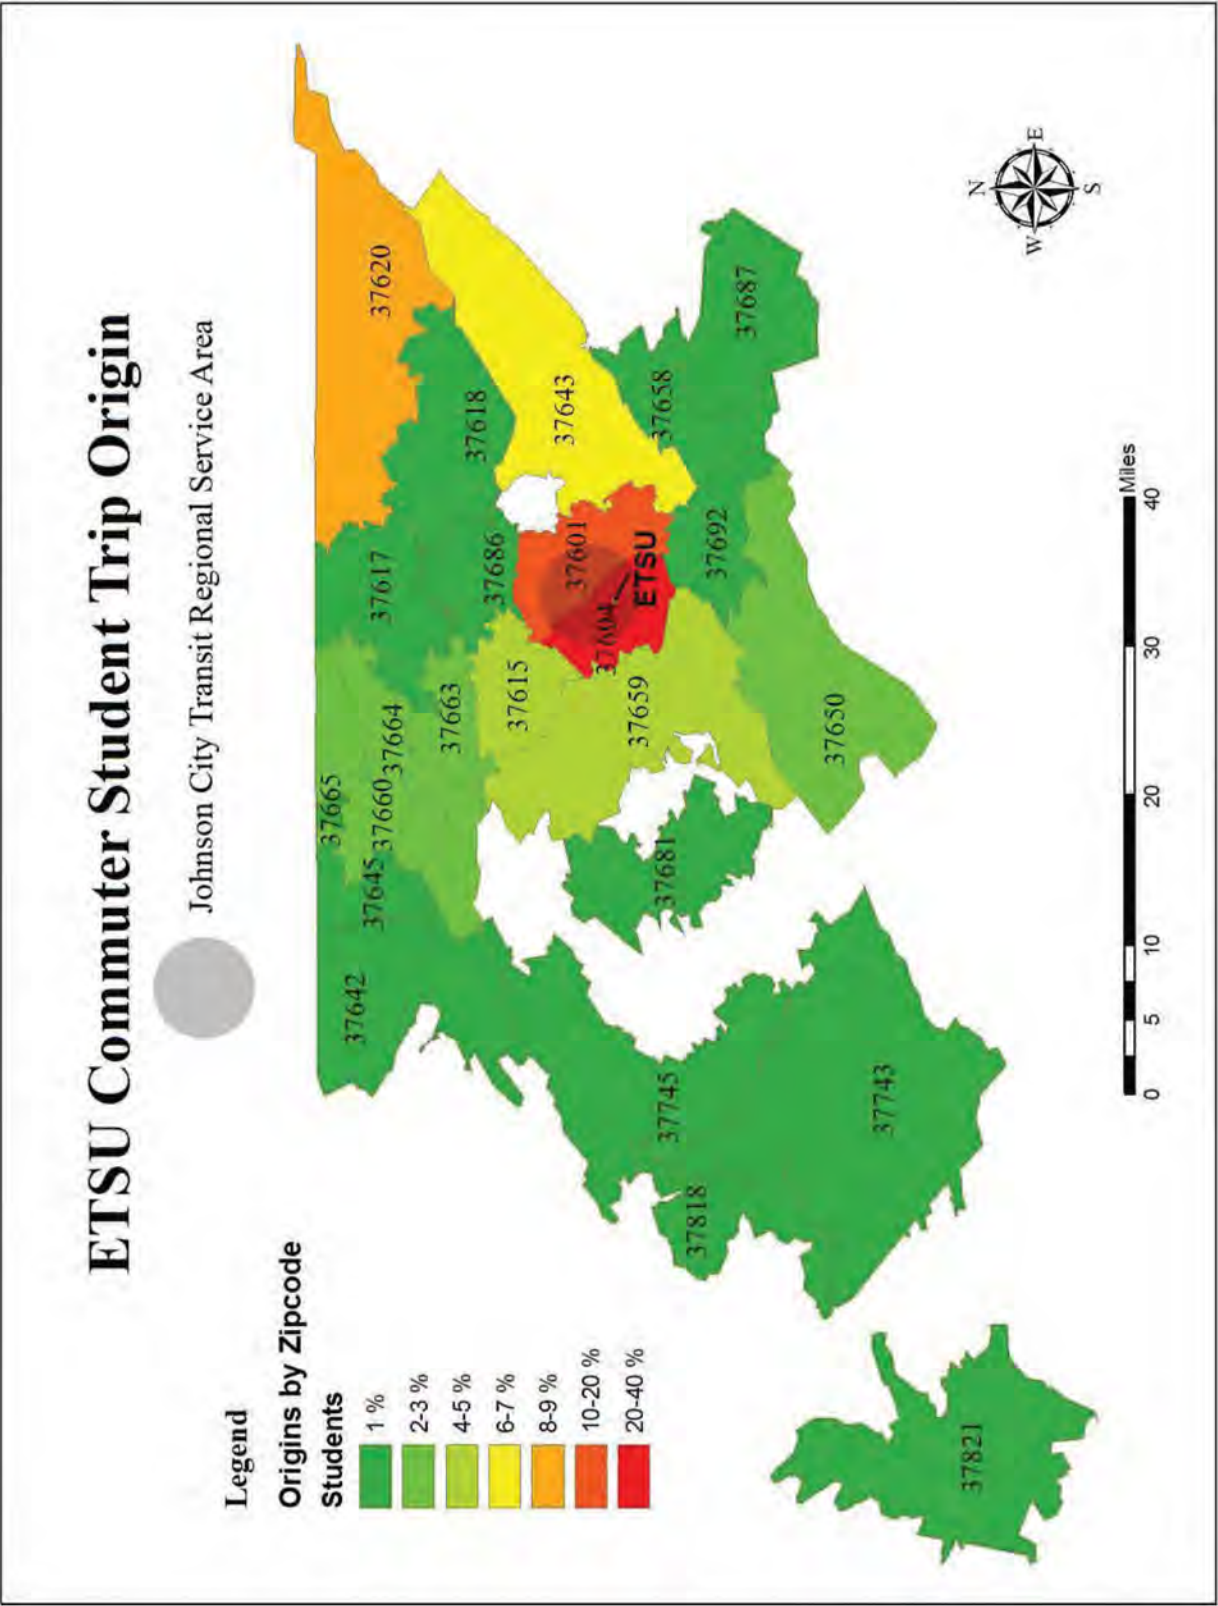 ETSU Commuter Student Trip Origin
Johnson City Transit Regional Service Area
Legend
Origins by Zipcode
Students
1 %
2-3 %
4-5 %
6-7 %
8-9 %
10-20 %
20-40 %
37642
37645
37665
37660
37664
37663
37617
37618
37620
37686
37615
37601
37604
ETSU
37643
37659
37692
37658
37687
37681
37650
37745
37818
37743
37821
N
W
E
S
0 5 10 20 30 40
Miles